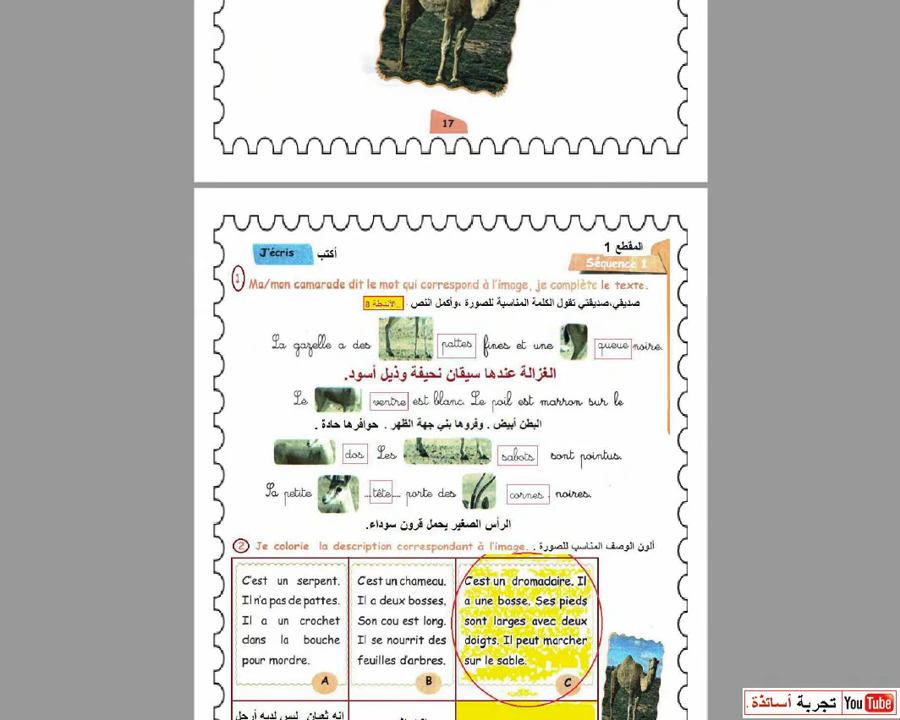 17
المقطع 1
J'écris أكتب
Séquence 1
1 Ma/mon camarade dit le mot qui correspond à l'image, je complète le texte.
صديقي،صديقتي تقول الكلمة المناسبة للصورة ،وأكمل النص .
La gazelle a des pattes fines et une queue noire.
الغزالة عندها سيقان نحيفة وذيل أسود.
Le ventre est blanc. Le poil est marron sur le
البطن أبيض . وفروها بني جهة الظهر . حوافرها حادة .
dos Les sabots sont pointus.
Sa petite tête porte des cornes noires.
الرأس الصغير يحمل قرون سوداء.
2 Je colorie la description correspondant à l'image. ألون الوصف المناسب للصورة .
C'est un serpent.
Il n'a pas de pattes.
Il a un crochet
dans la bouche
pour mordre.
A
C'est un chameau.
Il a deux bosses.
Son cou est long.
Il se nourrit des
feuilles d'arbres.
B
C'est un dromadaire. Il
a une bosse. Ses pieds
sont larges avec deux
doigts. Il peut marcher
sur le sable.
C
إنه ثعبان ليس لديه أرجل
تجربة أساتذة . YouTube